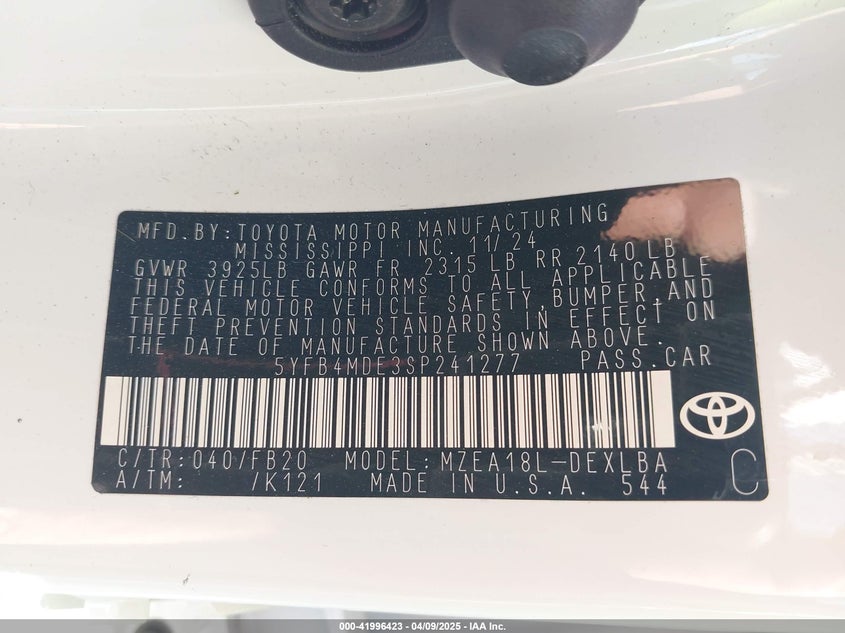 MFD. BY: TOYOTA MOTOR MANUFACTURING
MISSISSIPPI INC. 11/24
GVWR 3925LB GAWR FR 2315 LB RR 2140 LB
THIS VEHICLE CONFORMS TO ALL APPLICABLE
FEDERAL MOTOR VEHICLE SAFETY, BUMPER, AND
THEFT PREVENTION STANDARDS IN EFFECT ON
THE DATE OF MANUFACTURE SHOWN ABOVE.
5YFB4MDE3SP241277 PASS. CAR
C/TR: 040/FB20 MODEL: MZEA18L-DEXLBA
A/TM: /K121 MADE IN U.S.A. 544 C
000-41996423 - 04/09/2025 - IAA Inc.